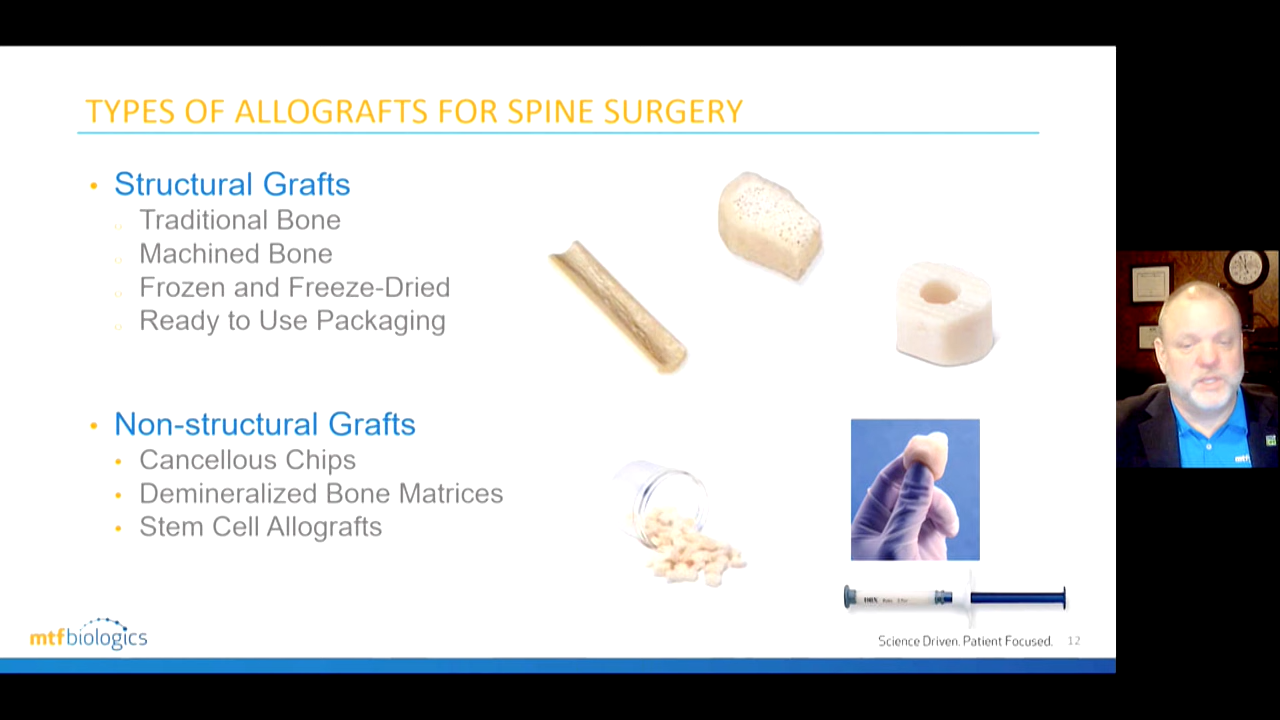 TYPES OF ALLOGRAFTS FOR SPINE SURGERY
Structural Grafts
Traditional Bone
Machined Bone
Frozen and Freeze-Dried
Ready to Use Packaging
Non-structural Grafts
Cancellous Chips
Demineralized Bone Matrices
Stem Cell Allografts
mtfbiologics
Science Driven. Patient Focused.
12
mtf